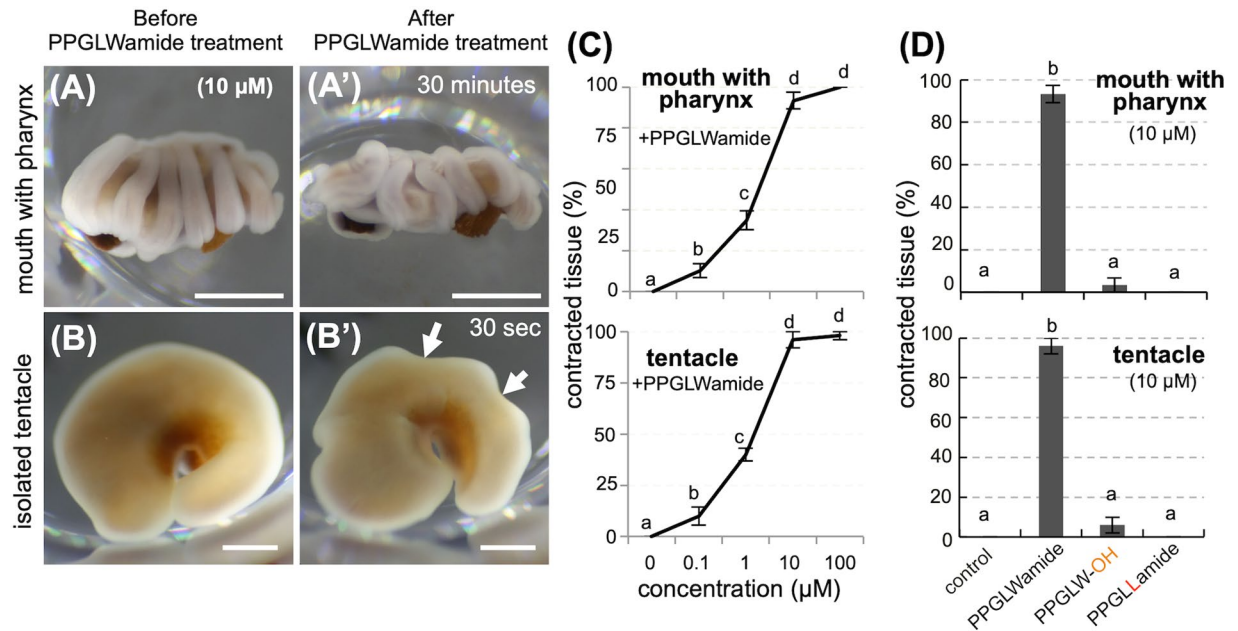 Before
PPGLWamide treatment
After
PPGLWamide treatment
mouth with pharynx
(A)
(10 µM)
(A')
30 minutes
isolated tentacle
(B)
(B')
30 sec
(C)
contracted tissue (%)
mouth with
pharynx
+PPGLWamide
100
75
50
25
0
a
b
c
d
d
tentacle
+PPGLWamide
100
75
50
25
0
a
b
c
d
d
0
0.1
1
10
100
concentration (µM)
(D)
contracted tissue (%)
mouth with
pharynx
(10 µM)
100
80
60
40
20
0
a
b
a
a
tentacle
(10 µM)
100
80
60
40
20
0
a
b
a
a
control
PPGLWamide
PPGLW-OH
PPGLLamide